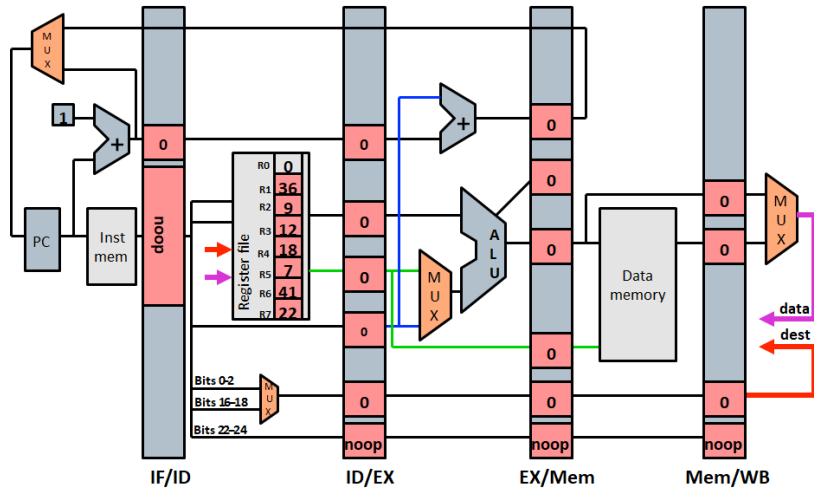 M
U
X
1
+
+
0
0
0
PC
Inst
mem
noop
Register file
R0 0
R1 36
R2 9
R3 12
R4 18
R5 7
R6 41
R7 22
0
0
0
M
U
X
A
L
U
0
0
0
Data
memory
0
0
M
U
X
data
dest
Bits 0-2
Bits 16-18
Bits 22-24
M
U
X
0
0
0
noop
noop
noop
IF/ID
ID/EX
EX/Mem
Mem/WB